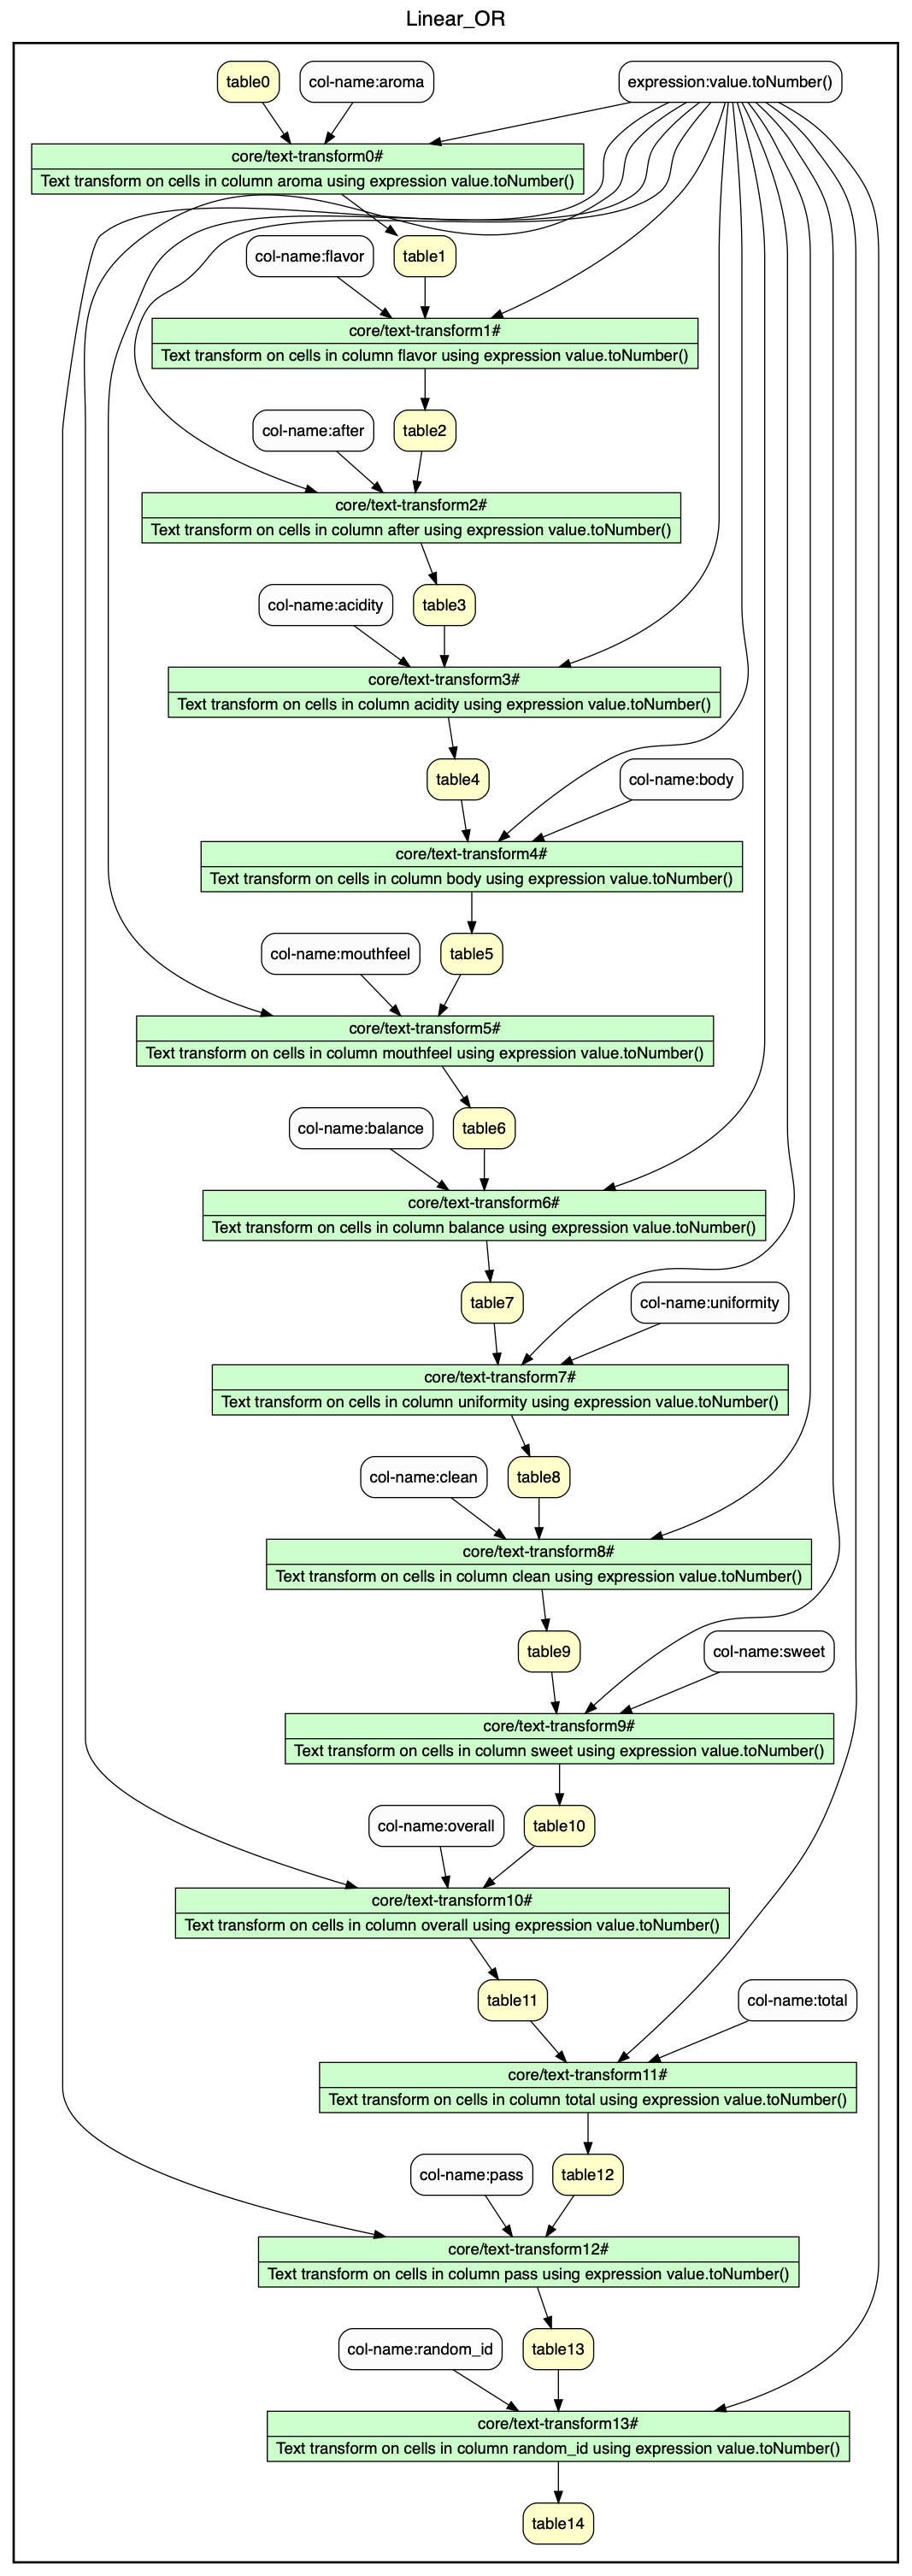 Linear_OR
table0
col-name:aroma
expression:value.toNumber()
core/text-transform0#
Text transform on cells in column aroma using expression value.toNumber()
col-name:flavor
table1
core/text-transform1#
Text transform on cells in column flavor using expression value.toNumber()
col-name:after
table2
core/text-transform2#
Text transform on cells in column after using expression value.toNumber()
col-name:acidity
table3
core/text-transform3#
Text transform on cells in column acidity using expression value.toNumber()
table4
col-name:body
core/text-transform4#
Text transform on cells in column body using expression value.toNumber()
col-name:mouthfeel
table5
core/text-transform5#
Text transform on cells in column mouthfeel using expression value.toNumber()
col-name:balance
table6
core/text-transform6#
Text transform on cells in column balance using expression value.toNumber()
table7
col-name:uniformity
core/text-transform7#
Text transform on cells in column uniformity using expression value.toNumber()
col-name:clean
table8
core/text-transform8#
Text transform on cells in column clean using expression value.toNumber()
table9
col-name:sweet
core/text-transform9#
Text transform on cells in column sweet using expression value.toNumber()
col-name:overall
table10
core/text-transform10#
Text transform on cells in column overall using expression value.toNumber()
table11
col-name:total
core/text-transform11#
Text transform on cells in column total using expression value.toNumber()
col-name:pass
table12
core/text-transform12#
Text transform on cells in column pass using expression value.toNumber()
col-name:random_id
table13
core/text-transform13#
Text transform on cells in column random_id using expression value.toNumber()
table14